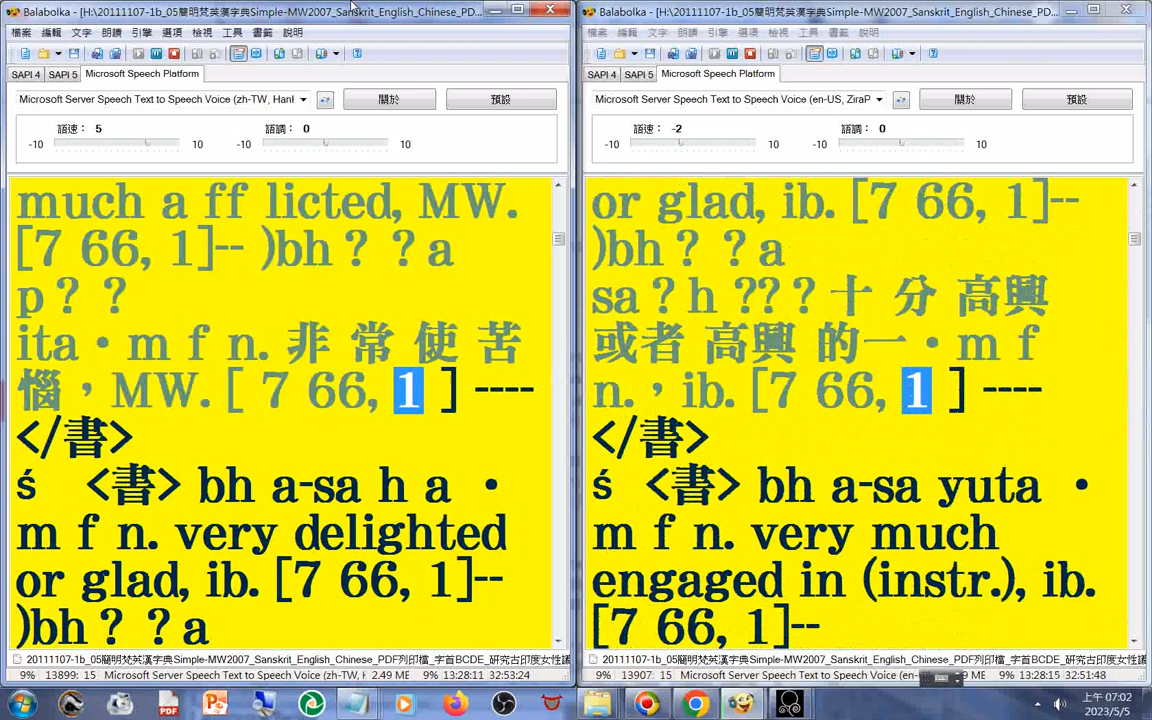 Balabolka - [H:\20111107-1b_05簡明梵英漢字典Simple-MW2007_Sanskrit_English_Chinese_PD...
檔案 編輯 文字 朗讀 引擎 選項 檢視 工具 書籤 說明
SAPI 4 SAPI 5 Microsoft Speech Platform
Microsoft Server Speech Text to Speech Voice (zh-TW, HanH
關於 預設
語速： 5 語調： 0
-10 10 -10 10
much a ff licted, MW.
[7 66, 1]-- )bh？ ？a
p？ ？
ita•m f n. 非 常 使 苦
惱，MW. [ 7 66, 1 ] ----
</書>
ś <書> bh a-sa h a •
m f n. very delighted
or glad, ib. [7 66, 1]--
)bh？ ？a
20111107-1b_05簡明梵英漢字典Simple-MW2007_Sanskrit_English_Chinese_PDF列印檔_字首BCDE_研究古印度女性議
9% 13899: 15 Microsoft Server Speech Text to Speech Voice (zh-TW, H 2.49 MB 9% 13:28:11 32:53:24
Balabolka - [H:\20111107-1b_05簡明梵英漢字典Simple-MW2007_Sanskrit_English_Chinese_PD...
檔案 編輯 文字 朗讀 引擎 選項 檢視 工具 書籤 說明
SAPI 4 SAPI 5 Microsoft Speech Platform
Microsoft Server Speech Text to Speech Voice (en-US, ZiraP
關於 預設
語速： -2 語調： 0
-10 10 -10 10
or glad, ib. [7 66, 1]--
)bh？ ？a
sa？h ??？十 分 高興
或者 高興 的一•m f
n.，ib. [7 66, 1 ] ----
</書>
ś <書> bh a-sa yuta •
m f n. very much
engaged in (instr.), ib.
[7 66, 1]--
20111107-1b_05簡明梵英漢字典Simple-MW2007_Sanskrit_English_Chinese_PDF列印檔_字首BCDE_研究古印度女性議
9% 13907: 15 Microsoft Server Speech Text to Speech Voice (en-US, 9 MB 9% 13:28:15 32:51:48
上午 07:02
2023/5/5